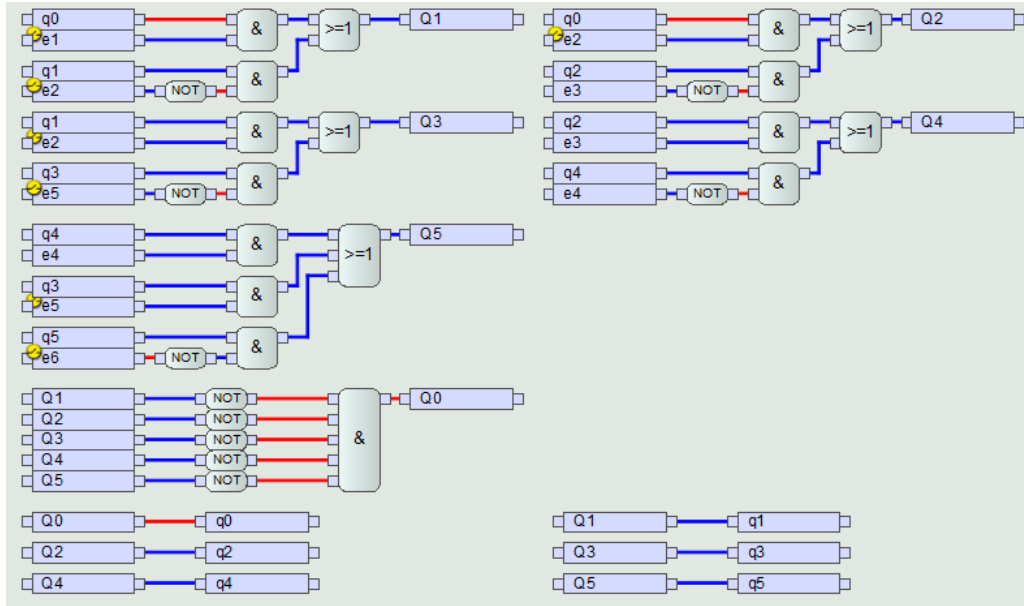 q0 & >=1 Q1
e1
q1 &
e2 NOT
q0 & >=1 Q2
e2
q2 &
e3 NOT
q1 & >=1 Q3
e2
q3 &
e5 NOT
q2 & >=1 Q4
e3
q4 &
e4 NOT
q4 & Q5
e4 >=1
q3 &
e5
q5 &
e6 NOT
Q1 NOT Q0
Q2 NOT
Q3 NOT &
Q4 NOT
Q5 NOT
Q0 q0
Q2 q2
Q4 q4
Q1 q1
Q3 q3
Q5 q5